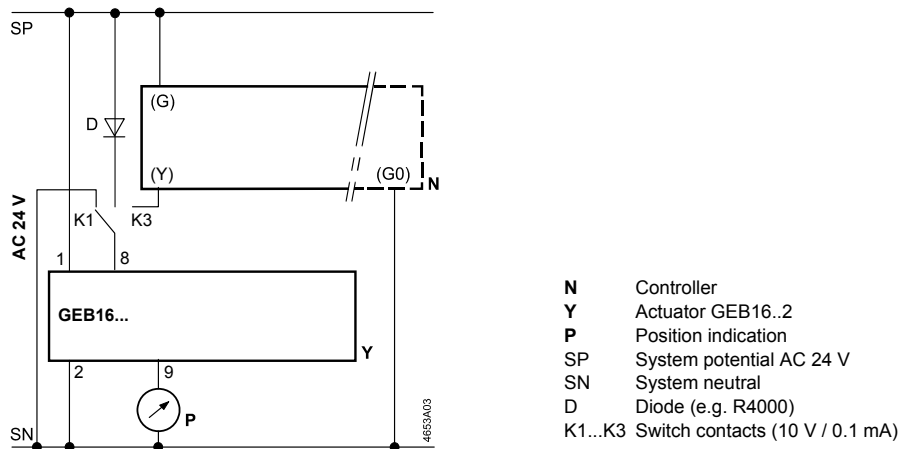 SP
(G)
D
(Y)
(G0)
N
AC 24 V
K1
K3
1
8
GEB16...
Y
2
9
P
4653A03
SN
N Controller
Y Actuator GEB16..2
P Position indication
SP System potential AC 24 V
SN System neutral
D Diode (e.g. R4000)
K1...K3 Switch contacts (10 V / 0.1 mA)